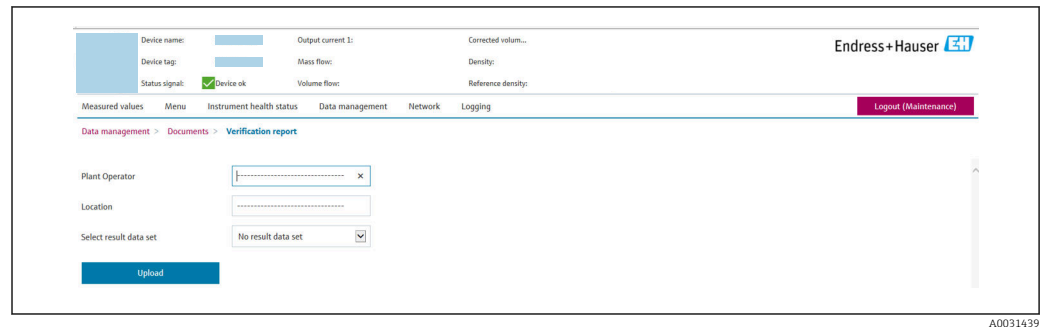 Device name: Output current 1: Corrected volum...
Endress+Hauser EH
Device tag: Mass flow: Density:
Status signal: Device ok Volume flow: Reference density:
Measured values Menu Instrument health status Data management Network Logging Logout (Maintenance)
Data management > Documents > Verification report
Plant Operator ------------------------------- ×
Location -------------------------------
Select result data set No result data set
Upload
A0031439